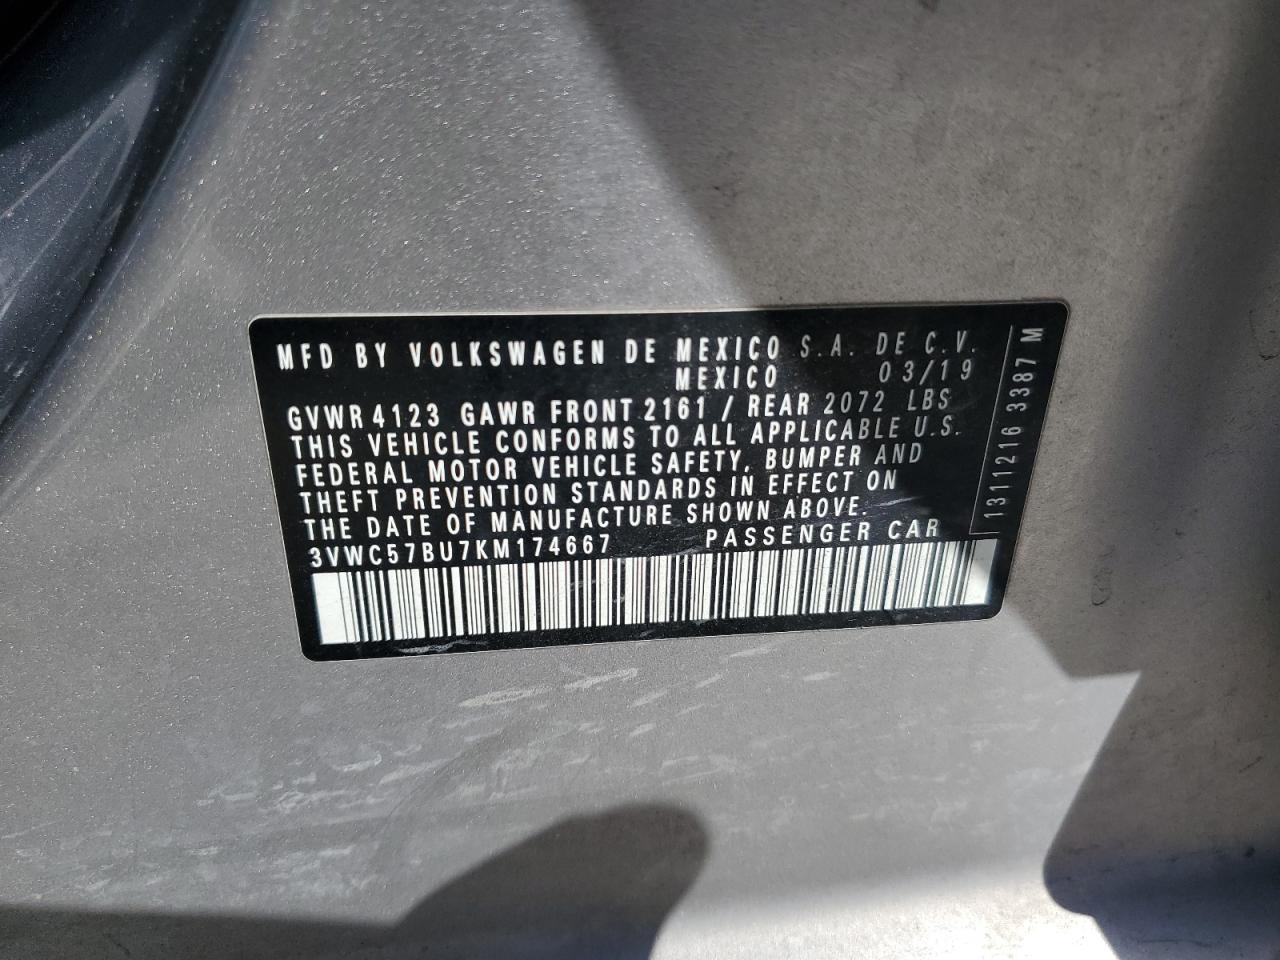 MFD BY VOLKSWAGEN DE MEXICO S.A. DE C.V.
MEXICO 03/19
GVWR 4123 GAWR FRONT 2161 / REAR 2072 LBS
THIS VEHICLE CONFORMS TO ALL APPLICABLE U.S.
FEDERAL MOTOR VEHICLE SAFETY, BUMPER AND
THEFT PREVENTION STANDARDS IN EFFECT ON
THE DATE OF MANUFACTURE SHOWN ABOVE.
3VWC57BU7KM174667 PASSENGER CAR
1311216 3387 M